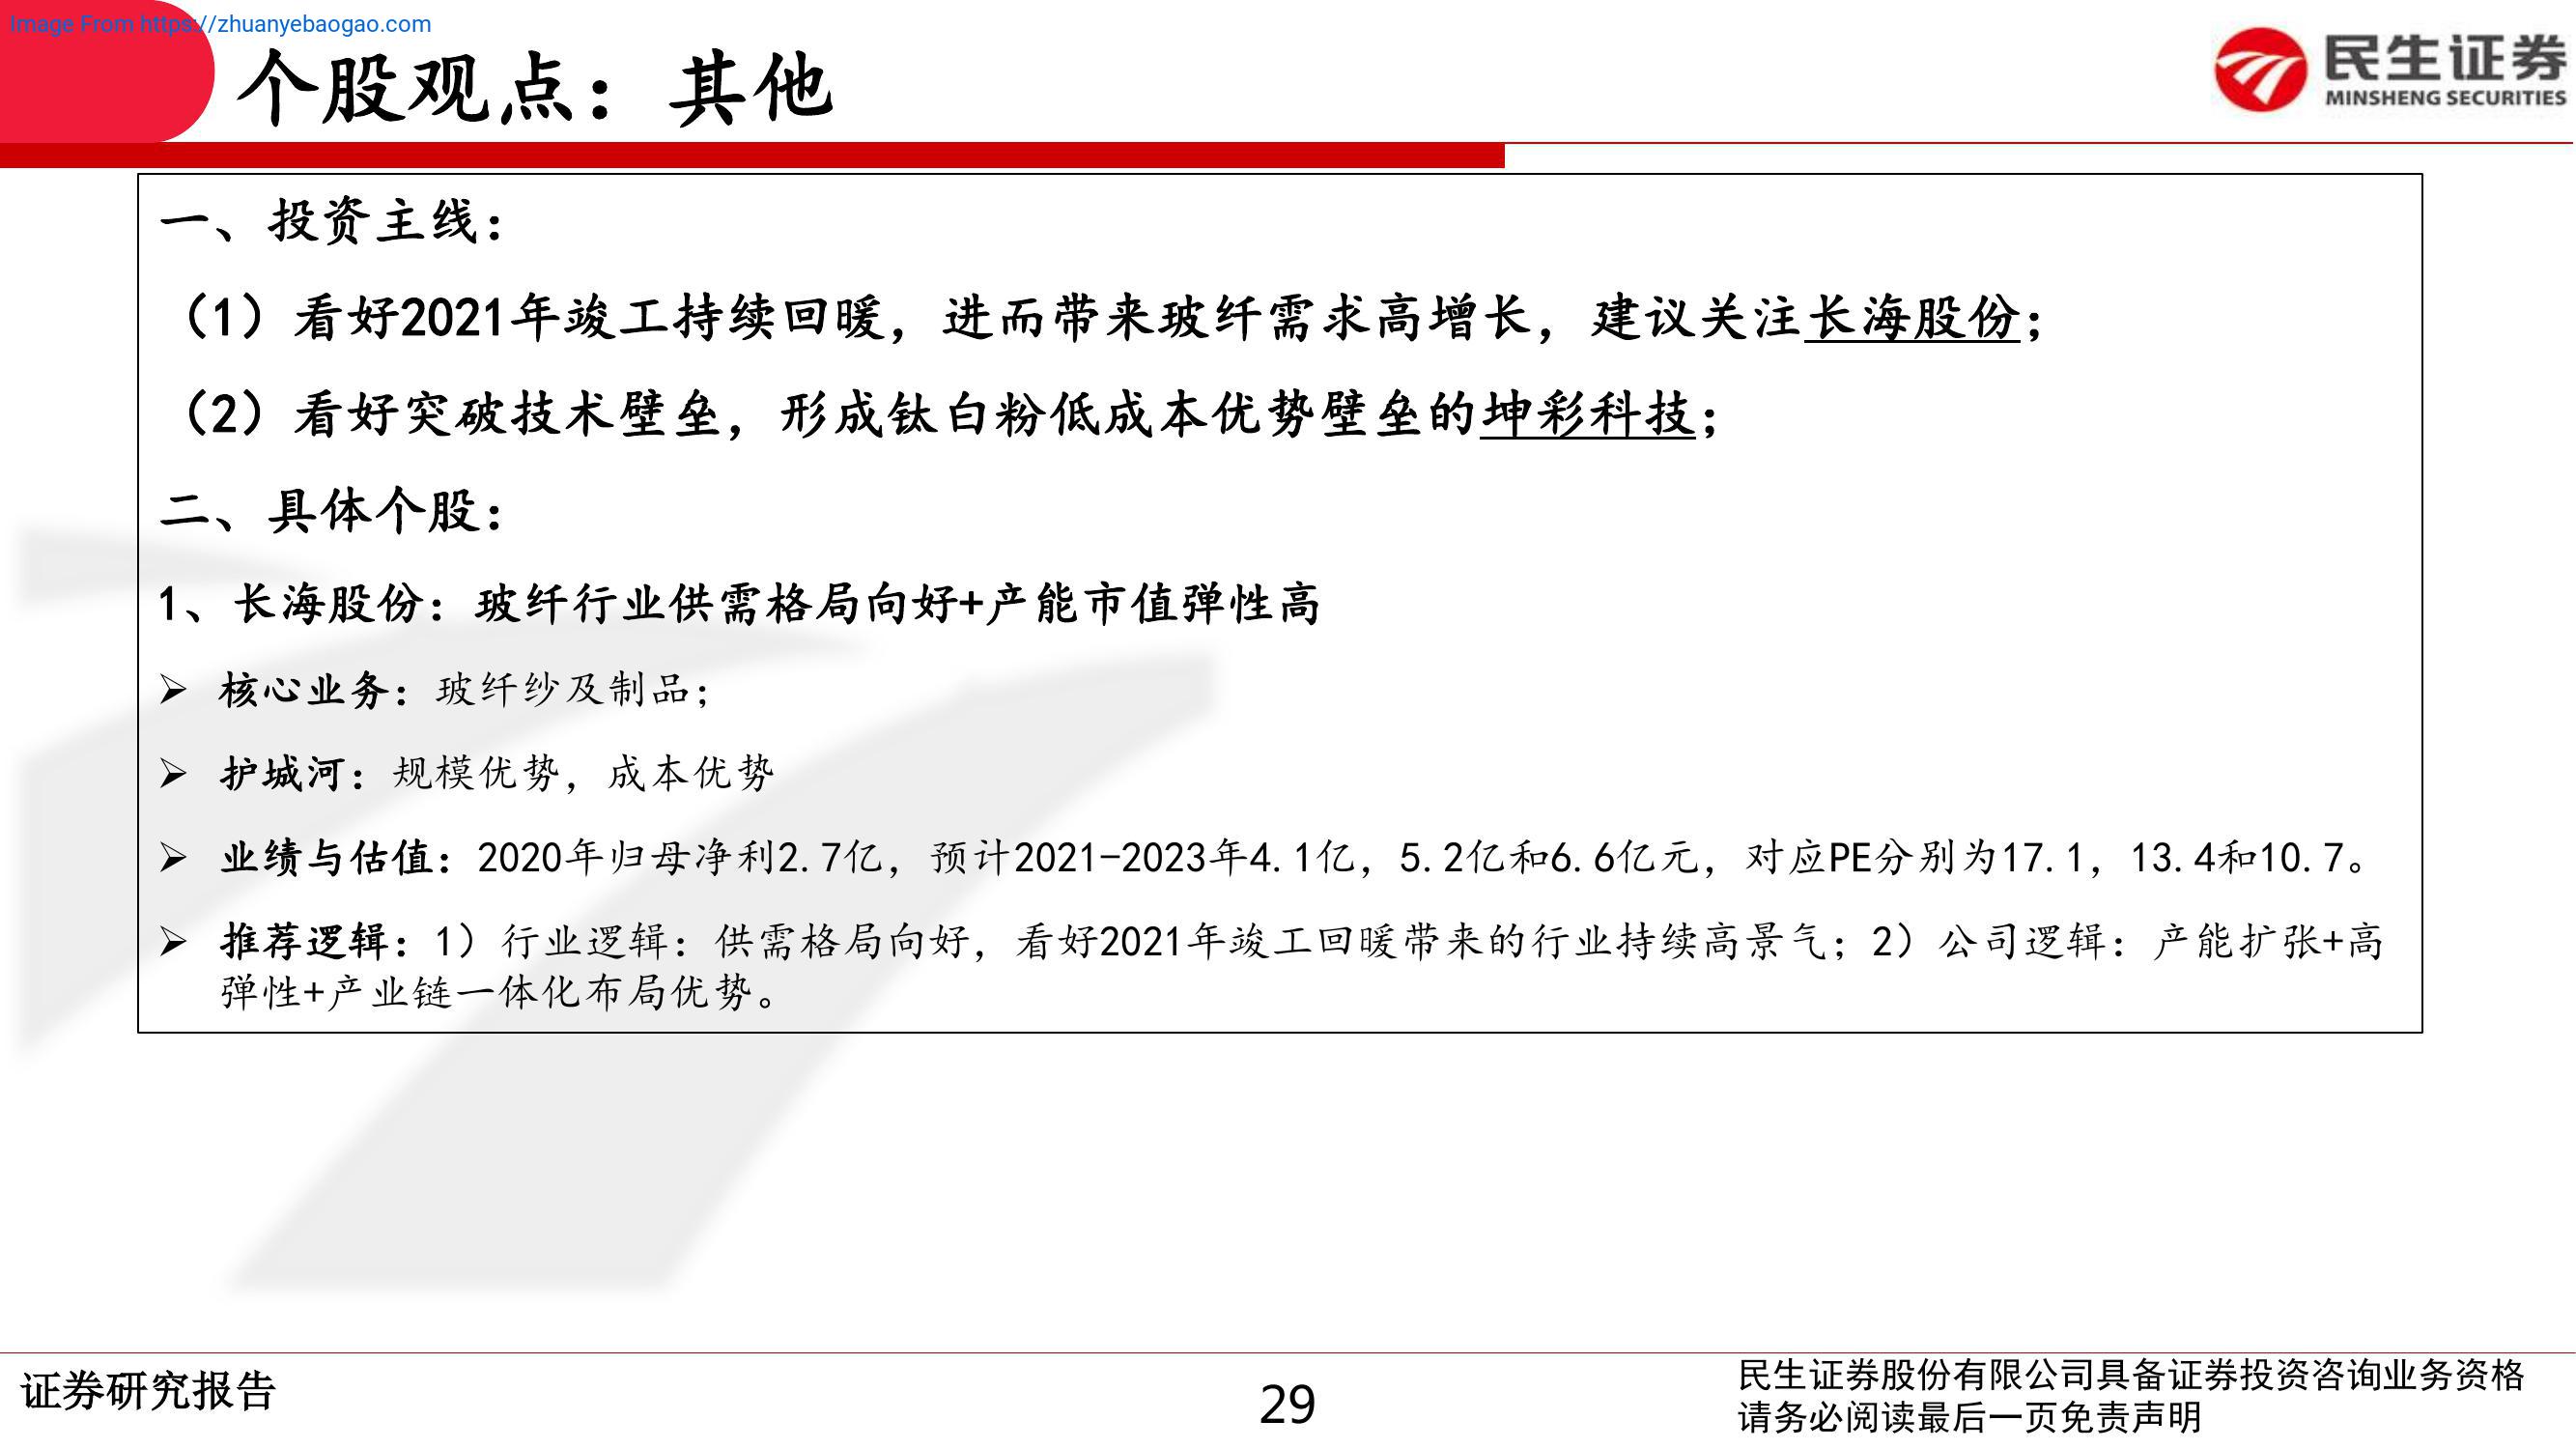 Image From https://zhuanyebaogao.com
个股观点：其他
民生证券
MINSHENG SECURITIES
一、投资主线：
（1）看好2021年竣工持续回暖，进而带来玻纤需求高增长，建议关注长海股份；
（2）看好突破技术壁垒，形成钛白粉低成本优势壁垒的坤彩科技；
二、具体个股：
1、长海股份：玻纤行业供需格局向好+产能市值弹性高
➢ 核心业务：玻纤纱及制品；
➢ 护城河：规模优势，成本优势
➢ 业绩与估值：2020年归母净利2.7亿，预计2021-2023年4.1亿，5.2亿和6.6亿元，对应PE分别为17.1，13.4和10.7。
➢ 推荐逻辑：1）行业逻辑：供需格局向好，看好2021年竣工回暖带来的行业持续高景气；2）公司逻辑：产能扩张+高
弹性+产业链一体化布局优势。
证券研究报告
29
民生证券股份有限公司具备证券投资咨询业务资格
请务必阅读最后一页免责声明